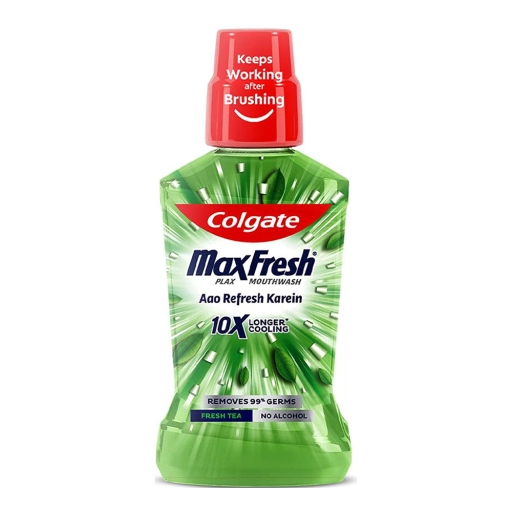 Keeps
Working
after
Brushing
Colgate
MaxFresh®
PLAX MOUTHWASH
Aao Refresh Karein
10X LONGER*
COOLING
REMOVES 99% GERMS
FRESH TEA NO ALCOHOL